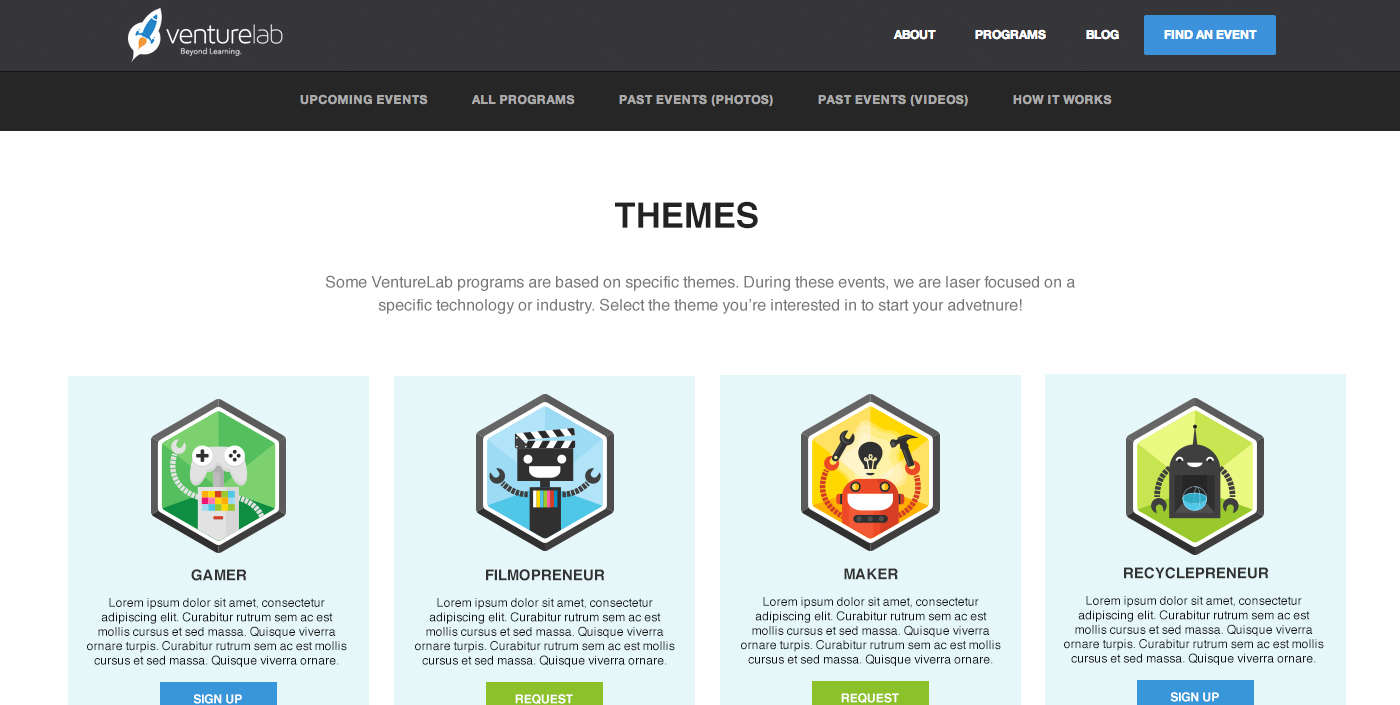 venturelab
Beyond Learning.
ABOUT PROGRAMS BLOG FIND AN EVENT
UPCOMING EVENTS ALL PROGRAMS PAST EVENTS (PHOTOS) PAST EVENTS (VIDEOS) HOW IT WORKS
THEMES
Some VentureLab programs are based on specific themes. During these events, we are laser focused on a
specific technology or industry. Select the theme you’re interested in to start your advetnure!
GAMER
Lorem ipsum dolor sit amet, consectetur
adipiscing elit. Curabitur rutrum sem ac est
mollis cursus et sed massa. Quisque viverra
ornare turpis. Curabitur rutrum sem ac est mollis
cursus et sed massa. Quisque viverra ornare.
SIGN UP
FILMOPRENEUR
Lorem ipsum dolor sit amet, consectetur
adipiscing elit. Curabitur rutrum sem ac est
mollis cursus et sed massa. Quisque viverra
ornare turpis. Curabitur rutrum sem ac est mollis
cursus et sed massa. Quisque viverra ornare.
REQUEST
MAKER
Lorem ipsum dolor sit amet, consectetur
adipiscing elit. Curabitur rutrum sem ac est
mollis cursus et sed massa. Quisque viverra
ornare turpis. Curabitur rutrum sem ac est mollis
cursus et sed massa. Quisque viverra ornare.
REQUEST
RECYCLEPRENEUR
Lorem ipsum dolor sit amet, consectetur
adipiscing elit. Curabitur rutrum sem ac est
mollis cursus et sed massa. Quisque viverra
ornare turpis. Curabitur rutrum sem ac est mollis
cursus et sed massa. Quisque viverra ornare.
SIGN UP